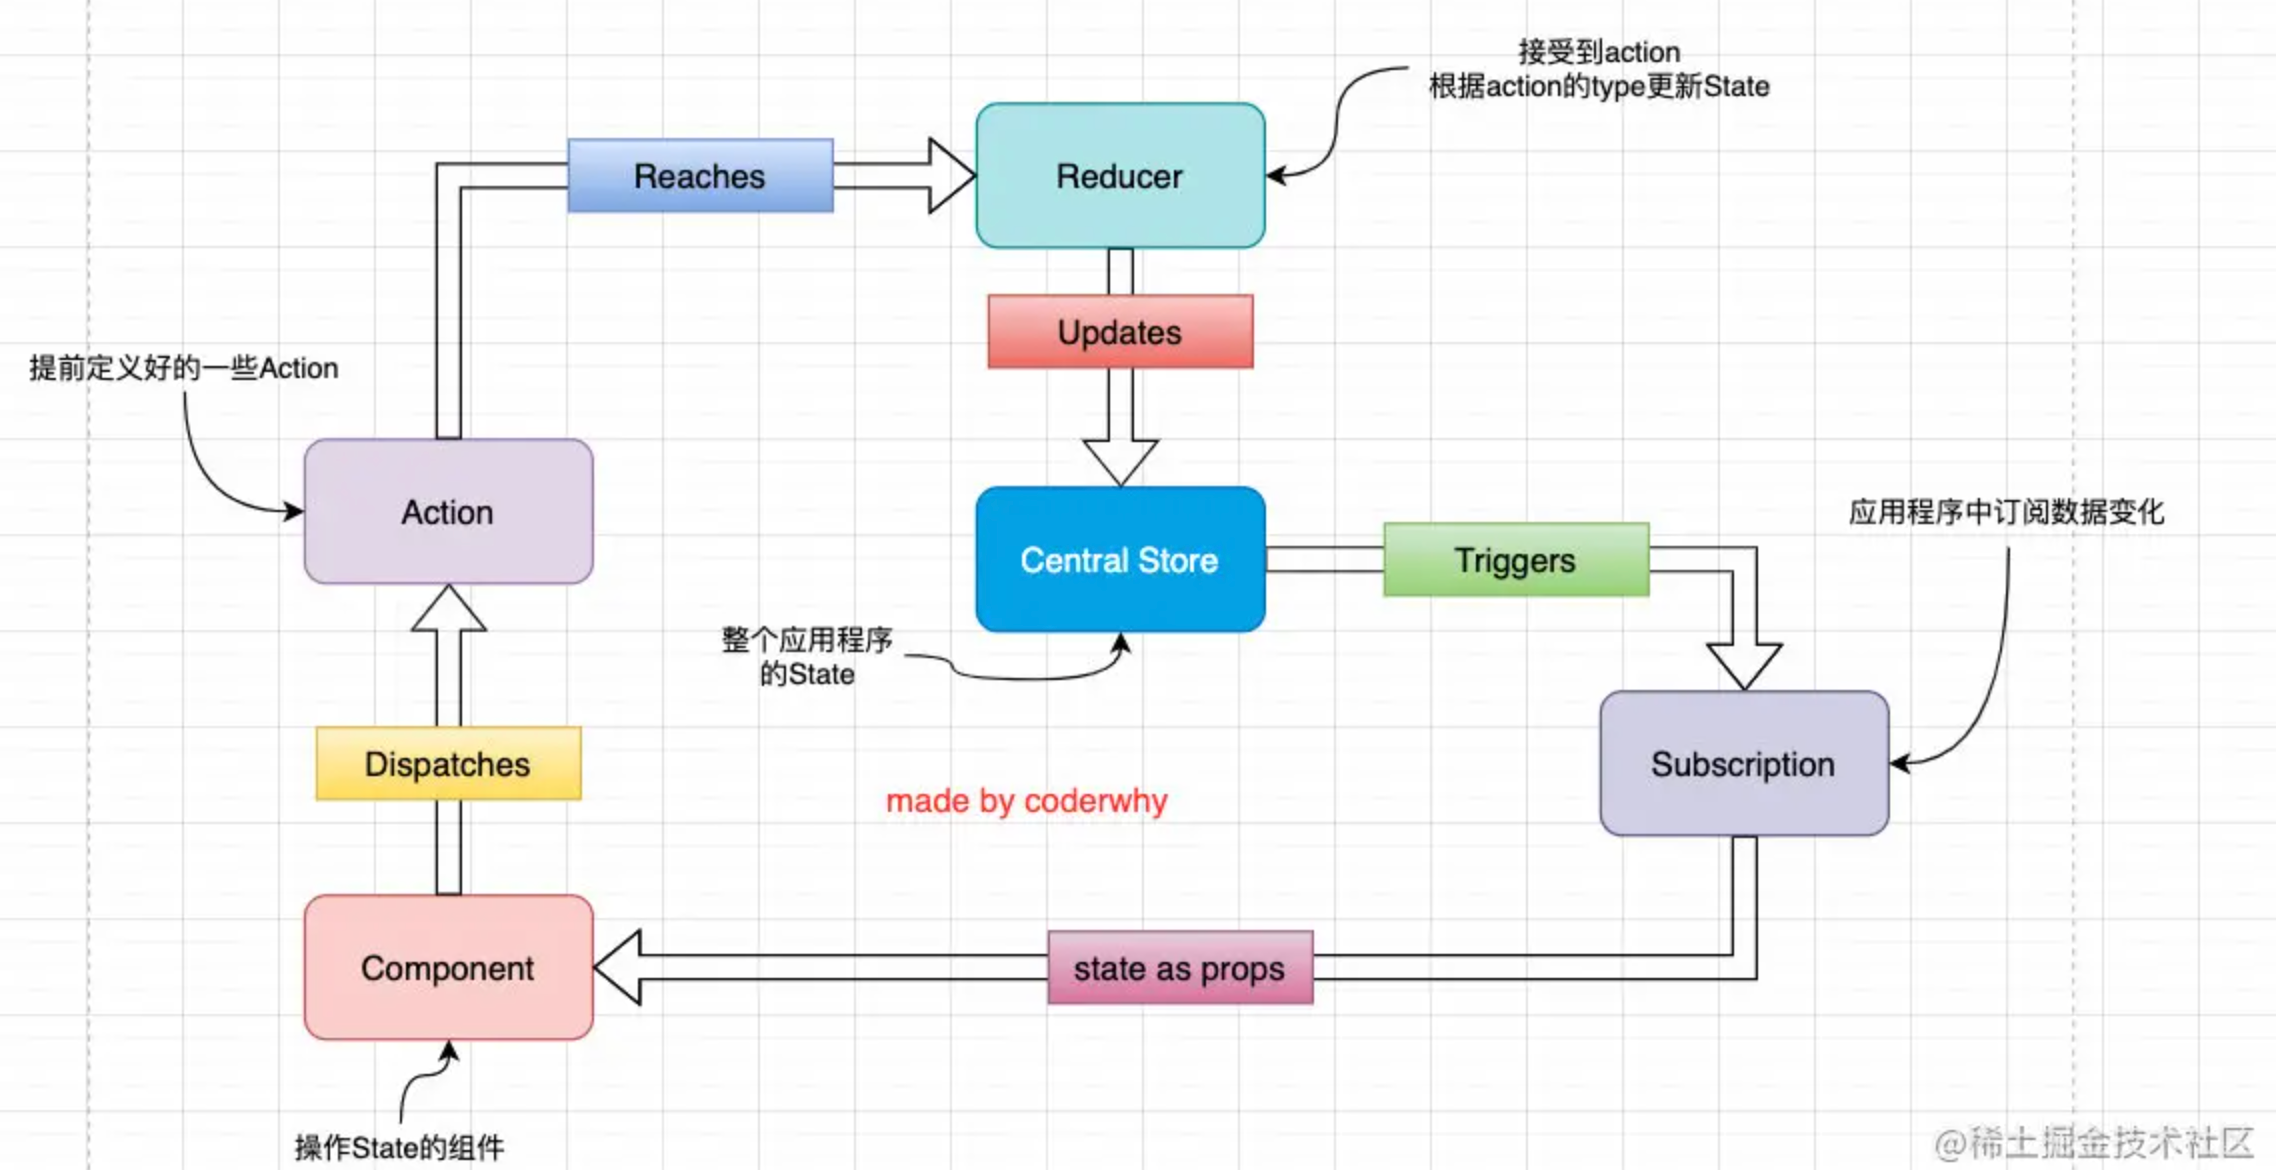 接受到action
根据action的type更新State
Reaches
Reducer
Updates
提前定义好的一些Action
Action
Central Store
Triggers
应用程序中订阅数据变化
整个应用程序
的State
Dispatches
made by coderwhy
Subscription
Component
state as props
操作State的组件
@稀土掘金技术社区